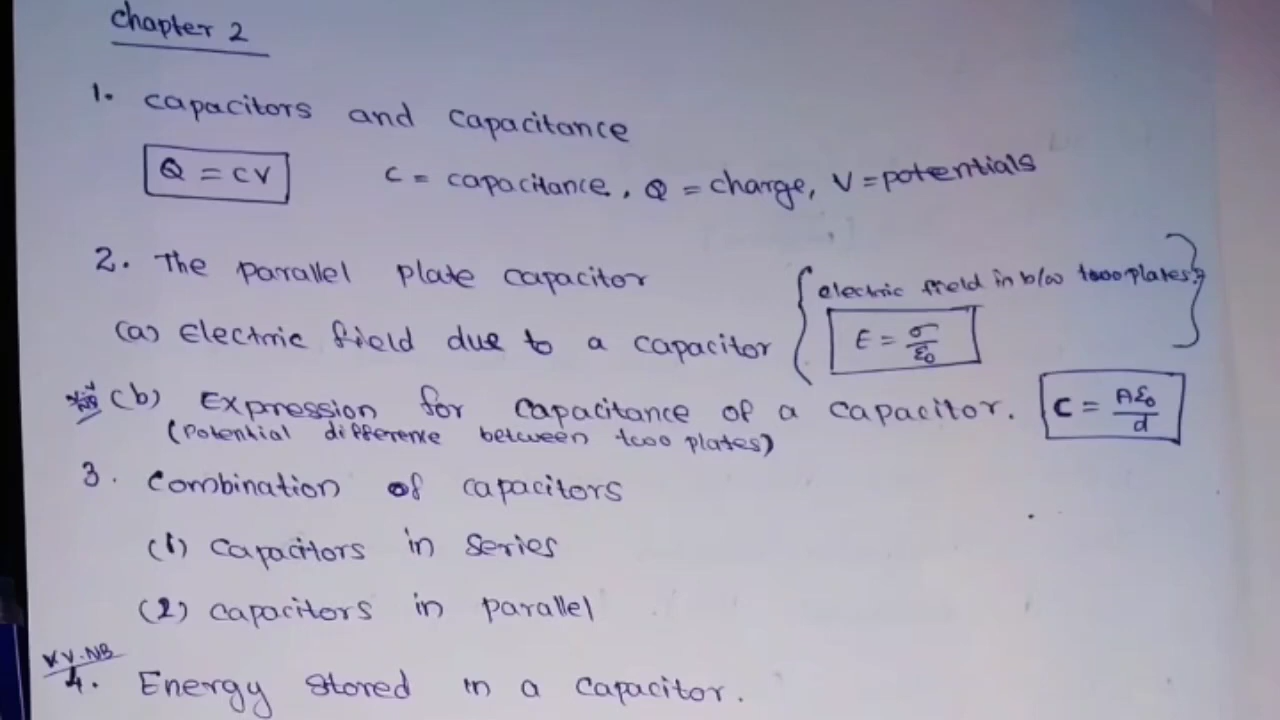 Chapter 2
1. Capacitors and capacitance
Q = CV C = capacitance, Q = charge, V = potentials
2. The parallel plate capacitor
{electric field in b/w two plates}
(a) Electric field due to a capacitor E = σ/ε₀
(b) Expression for capacitance of a capacitor. C = Aε₀/d
(Potential difference between two plates)
3. Combination of capacitors
(1) Capacitors in series
(2) Capacitors in parallel
V.V.NB
4. Energy stored in a capacitor.